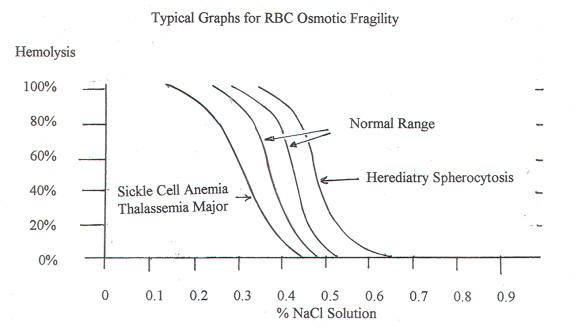 Typical Graphs for RBC Osmotic Fragility
Hemolysis
100%
80%
60%
40%
20%
0%
Normal Range
Herediatry Spherocytosis
Sickle Cell Anemia
Thalassemia Major
0 0.1 0.2 0.3 0.4 0.5 0.6 0.7 0.8 0.9
% NaCl Solution